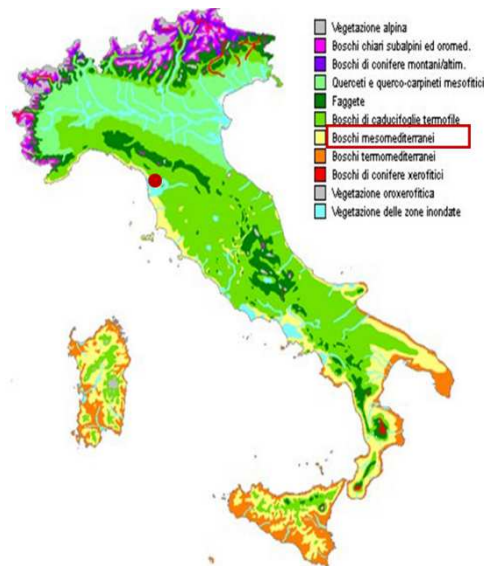 Vegetazione alpina
Boschi chiari subalpini ed oromed.
Boschi di conifere montani/altim.
Querceti e querco-carpineti mesofitici
Faggete
Boschi di caducifoglie termofile
Boschi mesomediterranei
Boschi termomediterranei
Boschi di conifere xerofitici
Vegetazione oroxerofitica
Vegetazione delle zone inondate